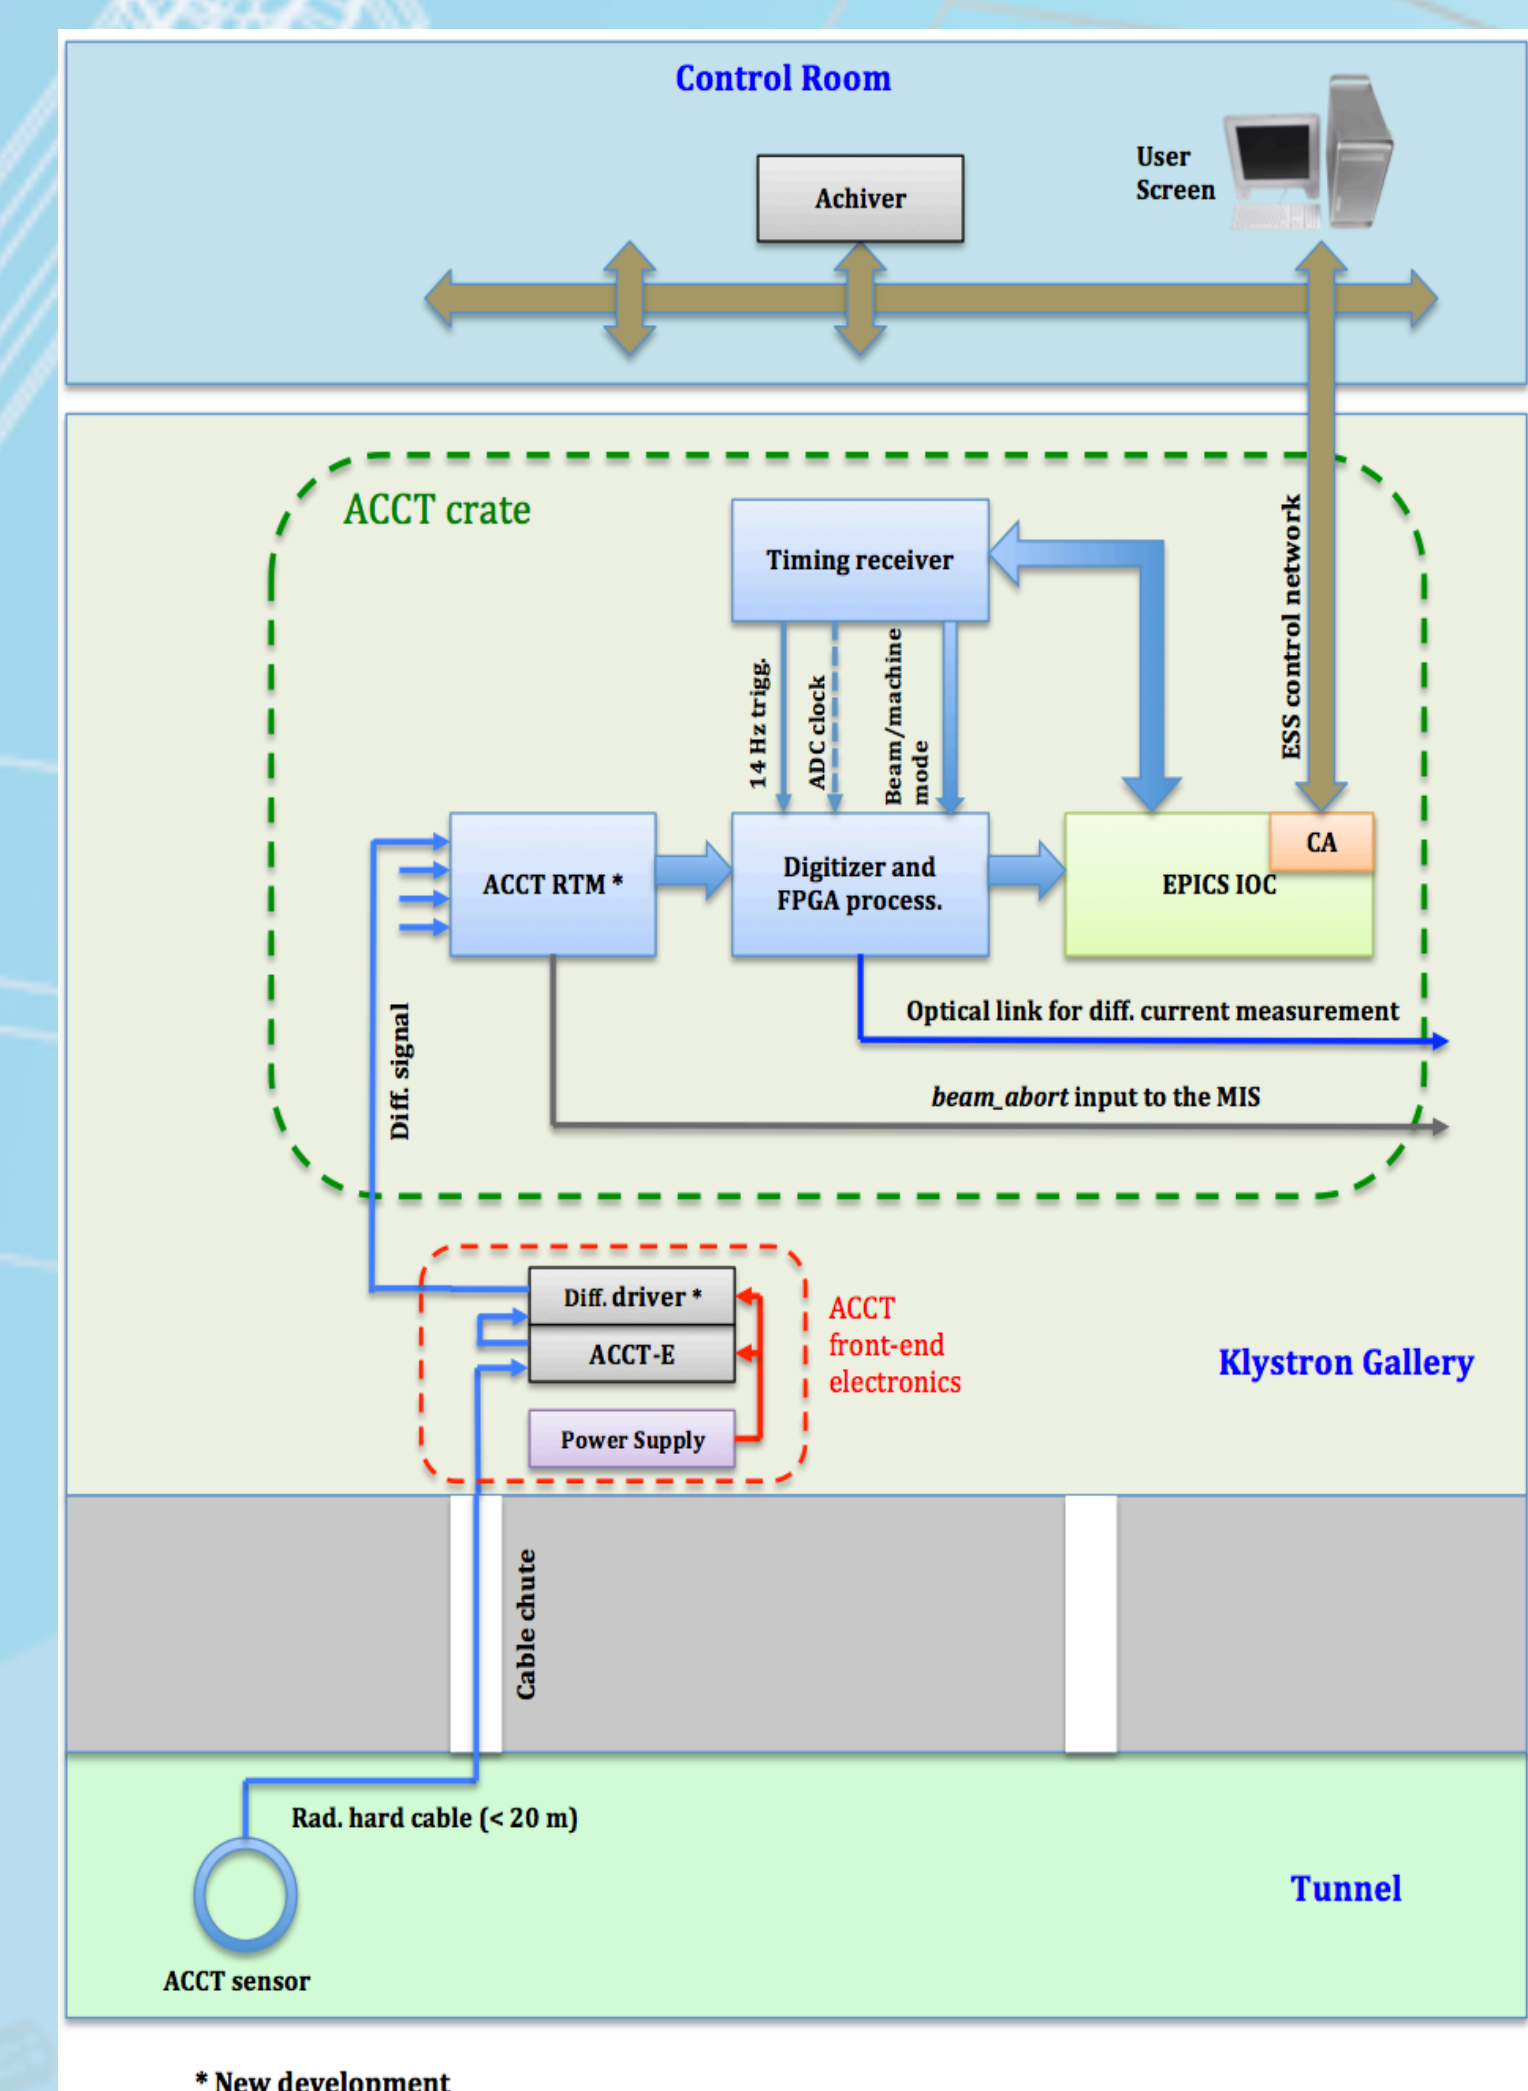 Control Room
User
Screen
Achiver
ACCT crate
Timing receiver
14 Hz trigg.
ADC clock
Beam/machine
mode
ESS control network
CA
ACCT RTM *
Digitizer and
FPGA process.
EPICS IOC
Optical link for diff. current measurement
Diff. signal
beam_abort input to the MIS
Diff. driver *
ACCT-E
Power Supply
ACCT
front-end
electronics
Klystron Gallery
Cable chute
Rad. hard cable (< 20 m)
Tunnel
ACCT sensor
* New development